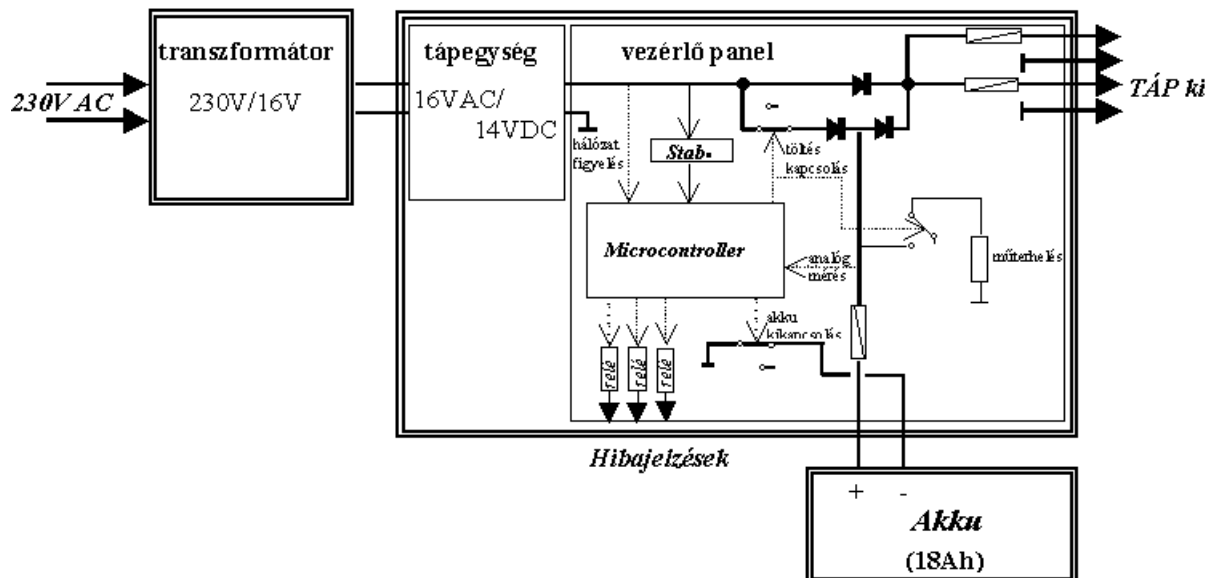 transzformátor
230V/16V
230V AC
tápegység
16VAC/
14VDC
vezérlő panel
hálózat
figyelés
Stab.
töltés
kapcsolás
TÁP ki
Microcontroller
analóg
mérés
műterhelés
akku
kikapcsolás
relé
relé
relé
Hibajelzések
+ -
Akku
(18Ah)